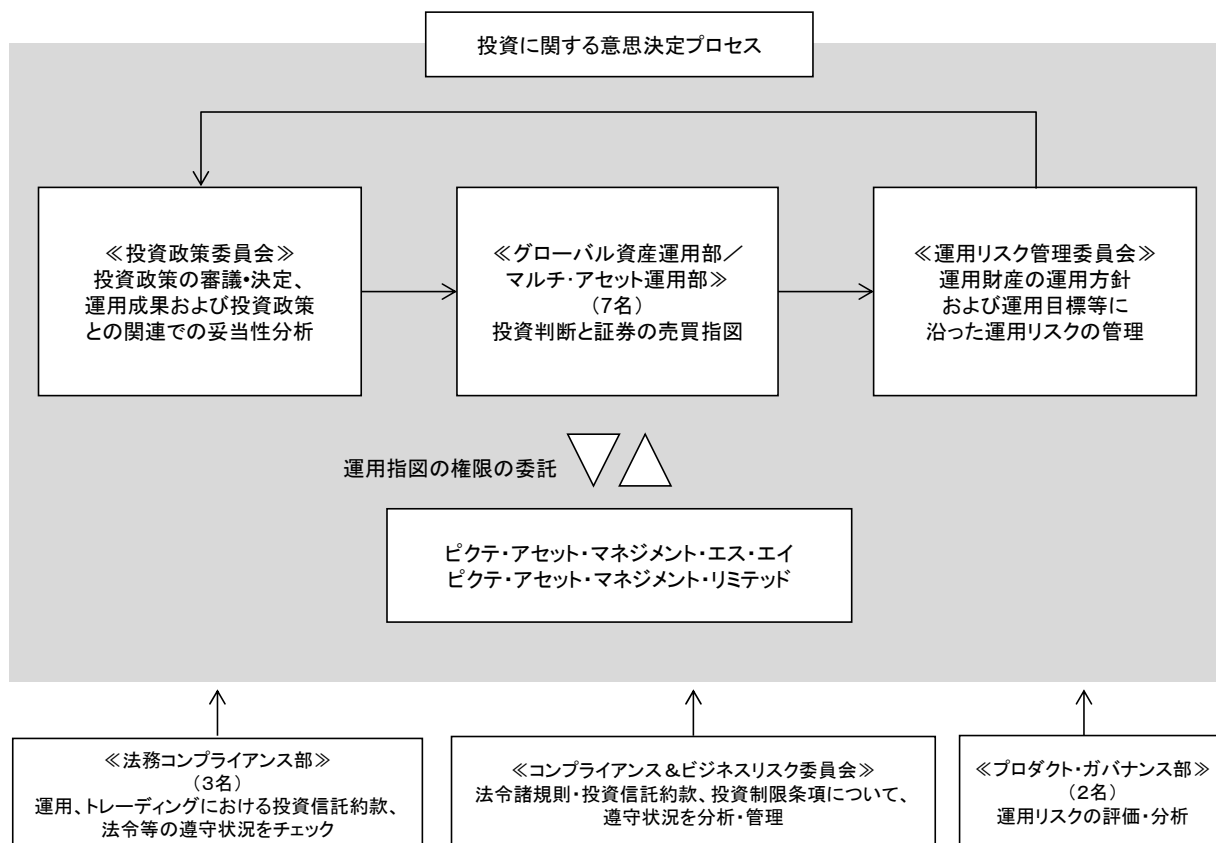 投資に関する意思決定プロセス
≪投資政策委員会≫
投資政策の審議・決定、
運用成果および投資政策
との関連での妥当性分析
≪グローバル資産運用部／
マルチ・アセット運用部≫
（7名）
投資判断と証券の売買指図
≪運用リスク管理委員会≫
運用財産の運用方針
および運用目標等に
沿った運用リスクの管理
運用指図の権限の委託
ピクテ・アセット・マネジメント・エス・エイ
ピクテ・アセット・マネジメント・リミテッド
≪法務コンプライアンス部≫
（3名）
運用、トレーディングにおける投資信託約款、
法令等の遵守状況をチェック
≪コンプライアンス＆ビジネスリスク委員会≫
法令諸規則・投資信託約款、投資制限条項について、
遵守状況を分析・管理
≪プロダクト・ガバナンス部≫
（2名）
運用リスクの評価・分析